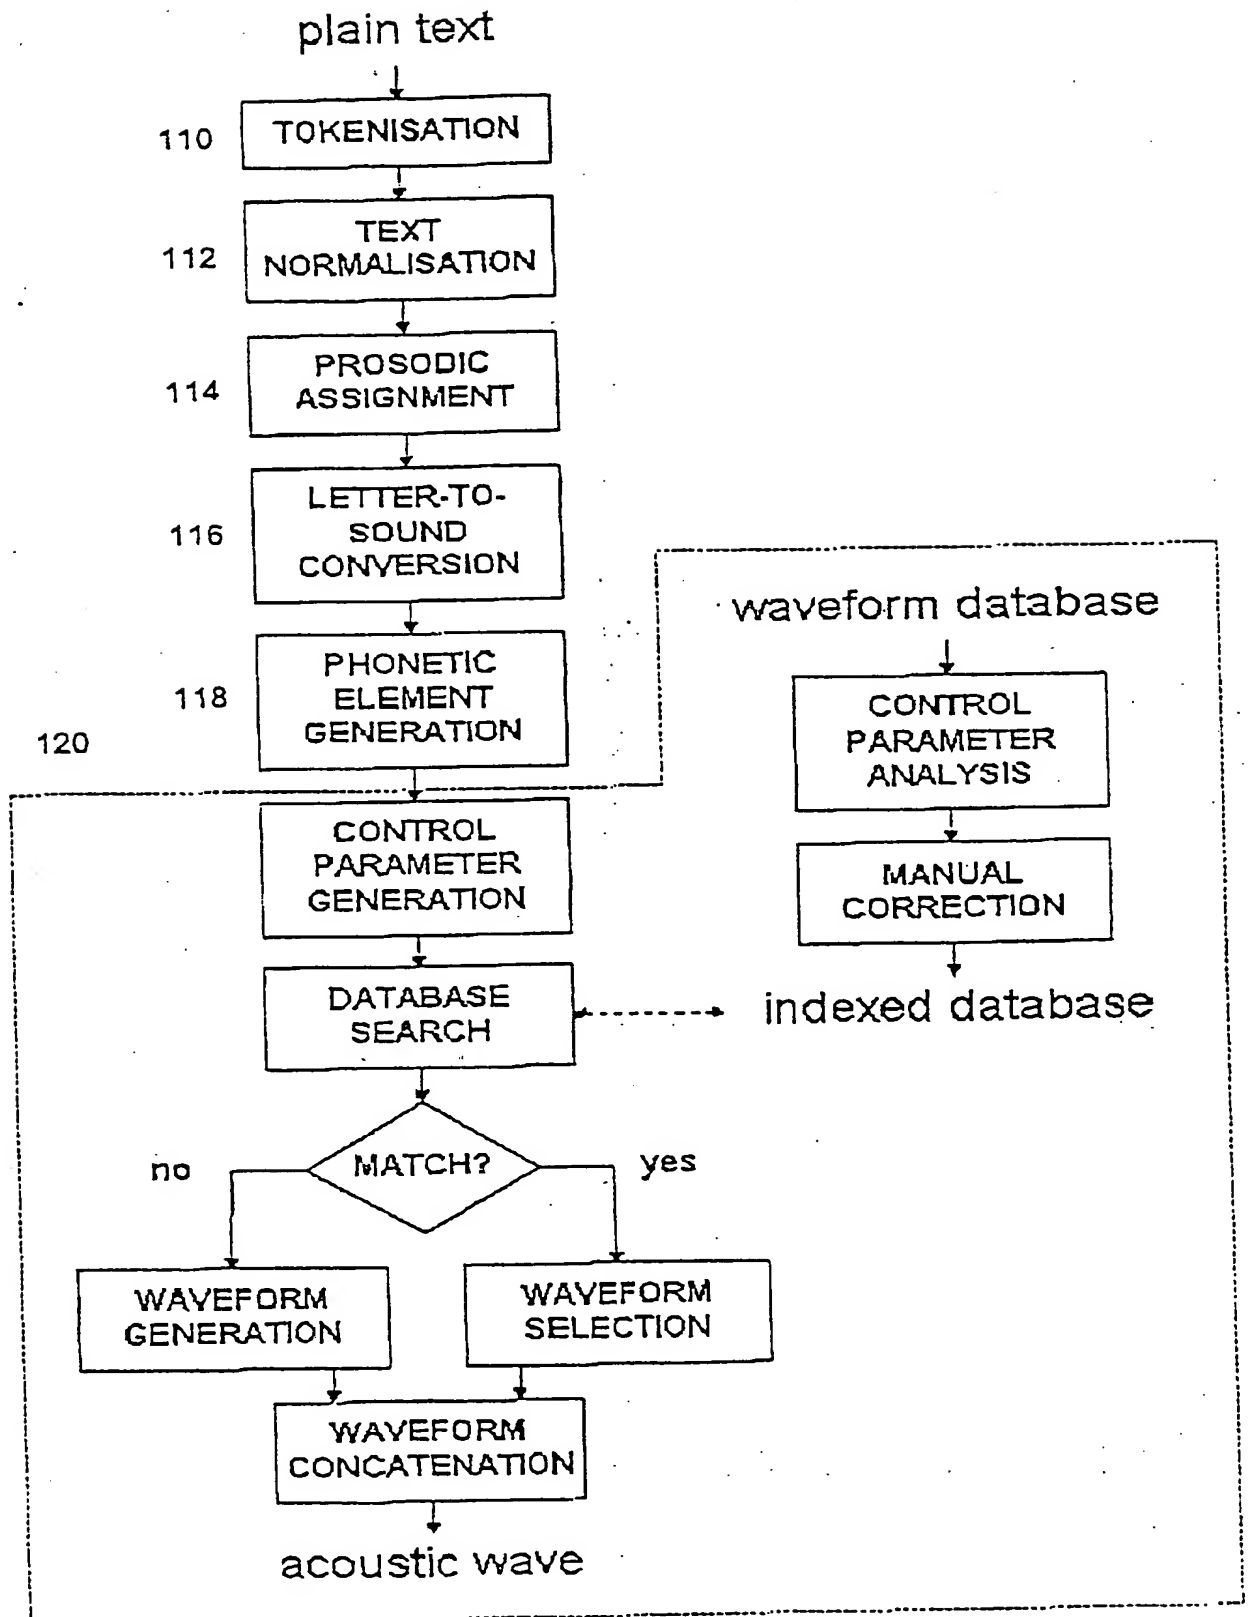 plain text
110
TOKENISATION
112
TEXT
NORMALISATION
114
PROSODIC
ASSIGNMENT
116
LETTER-TO-
SOUND
CONVERSION
118
PHONETIC
ELEMENT
GENERATION
120
waveform database
CONTROL
PARAMETER
ANALYSIS
MANUAL
CORRECTION
indexed database
CONTROL
PARAMETER
GENERATION
DATABASE
SEARCH
MATCH?
no
yes
WAVEFORM
GENERATION
WAVEFORM
SELECTION
WAVEFORM
CONCATENATION
acoustic wave